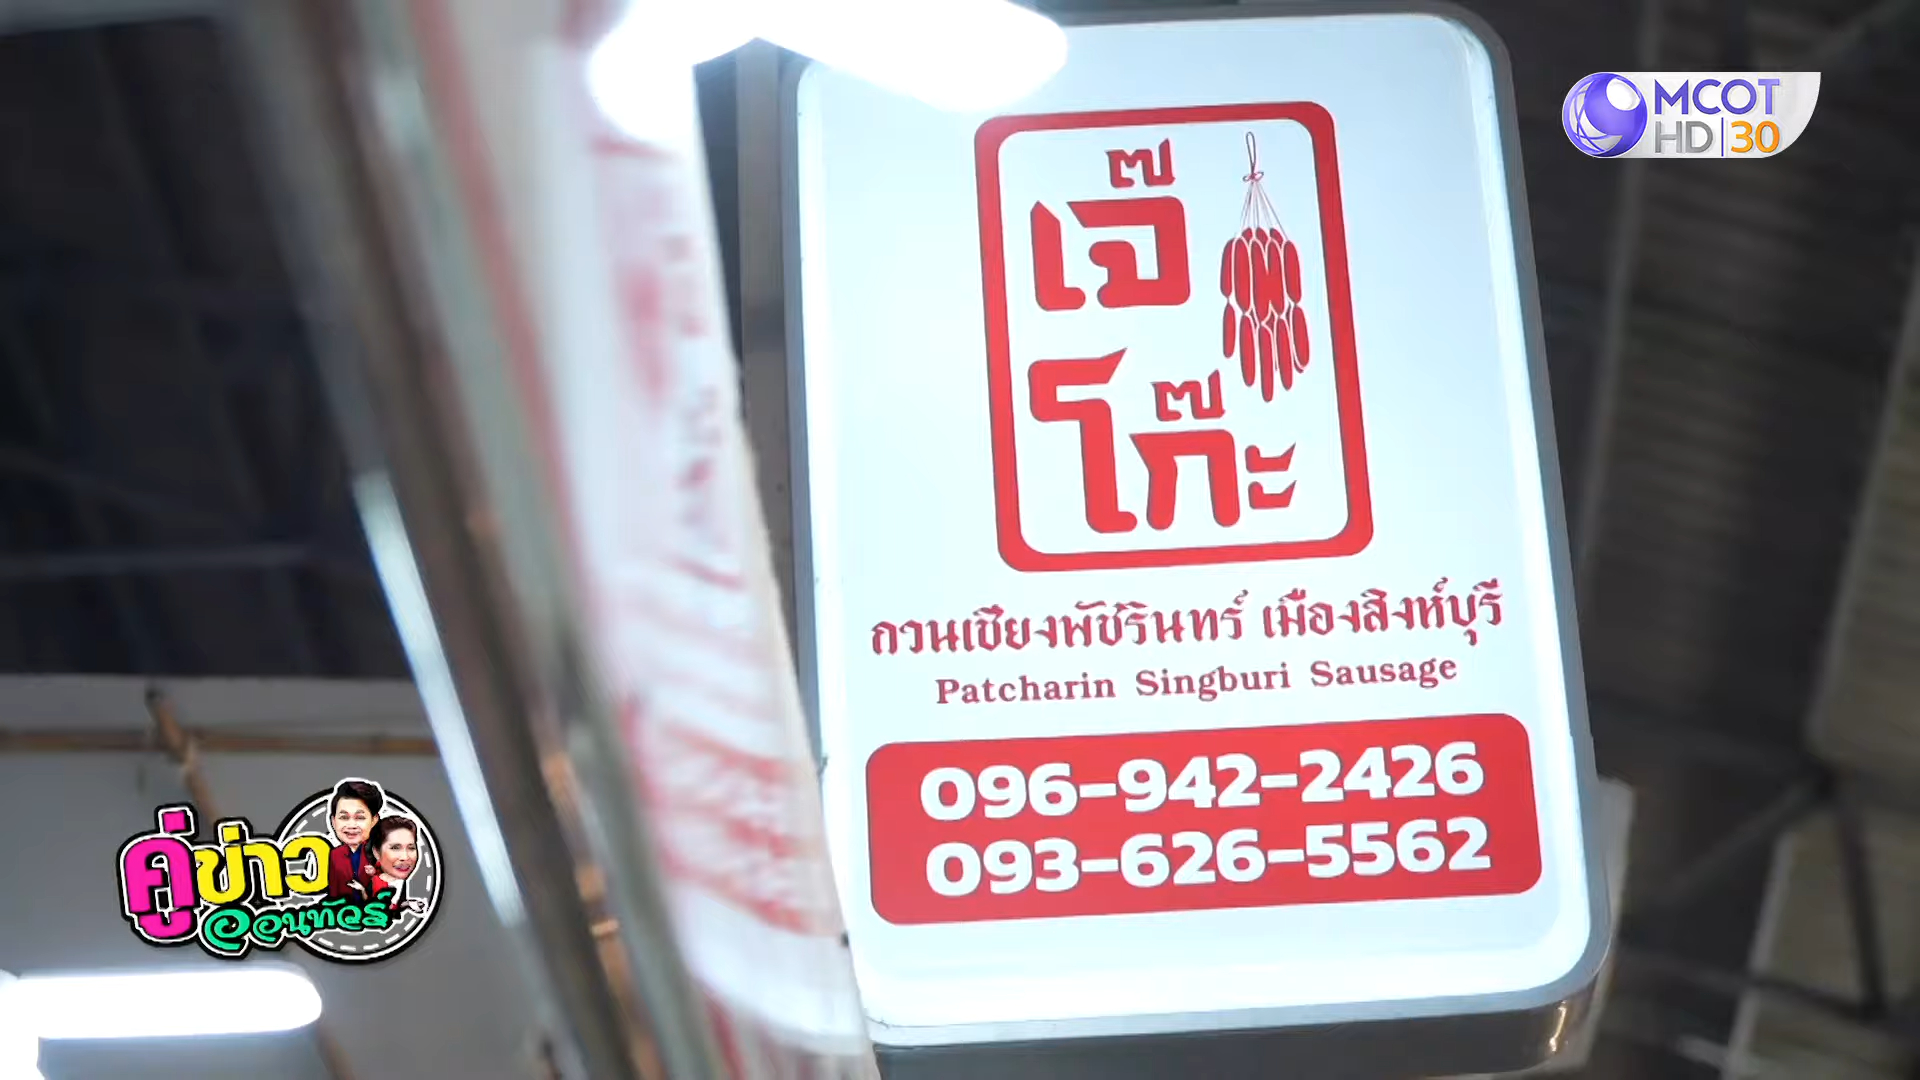 MCOT
HD 30
เจ๊
โก๊ะ
กวนเชียงพัชรินทร์ เมืองสิงห์บุรี
Patcharin Singburi Sausage
096-942-2426
093-626-5562
คู่ข่าว
ออนทัวร์